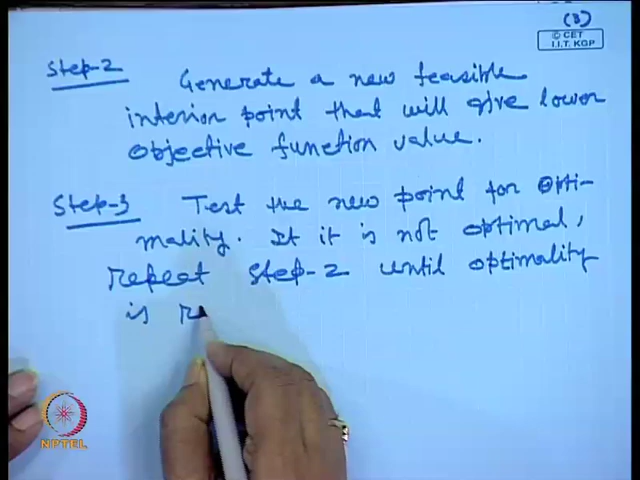 (B)
© CET
I.I.T. KGP
Step-2 Generate a new feasible
interior point that will give lower
objective function value.
Step-3 Test the new point for opti-
mality. If it is not optimal,
repeat step-2 until optimality
is re
NPTEL